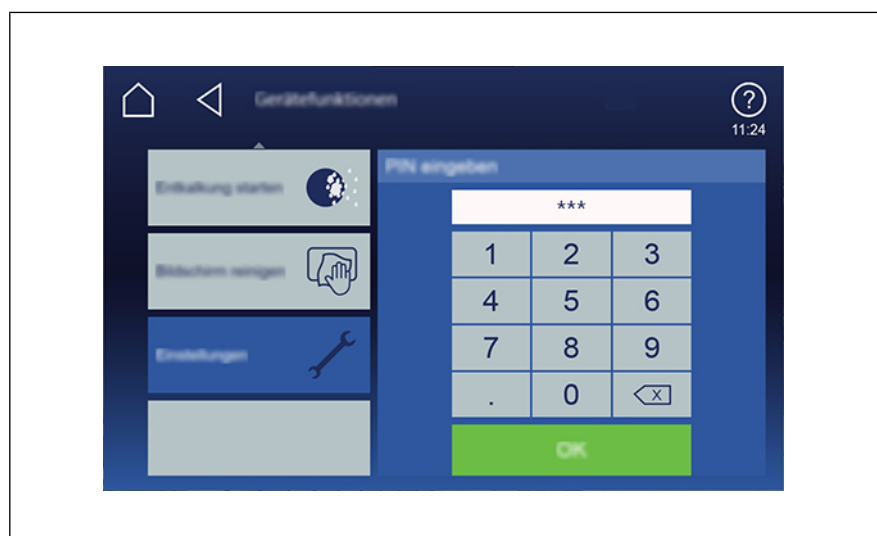 Gerätefunktionen
11:24
Entkalkung starten
PIN eingeben
***
1 2 3
Bildschirm reinigen
4 5 6
Einstellungen
7 8 9
. 0 X
OK